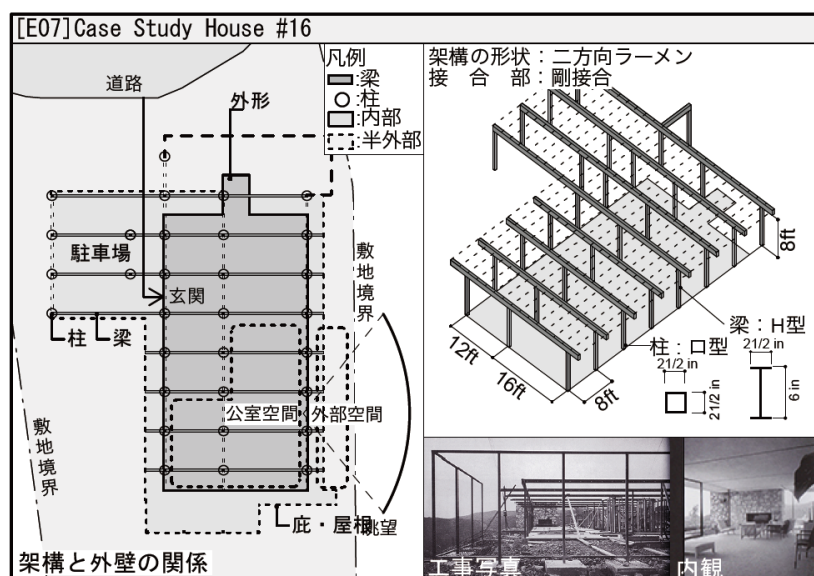 [E07]Case Study House #16
凡例
:梁
:柱
:内部
:半外部
道路
外形
駐車場
玄関
柱
梁
敷地境界
公室空間
外部空間
敷地境界
庇・屋根
眺望
架構と外壁の関係
架構の形状：二方向ラーメン
接 合 部：剛接合
8ft
12ft
16ft
8ft
梁：H型
21/2 in
6 in
柱：ロ型
21/2 in
21/2 in
工事写真
内観